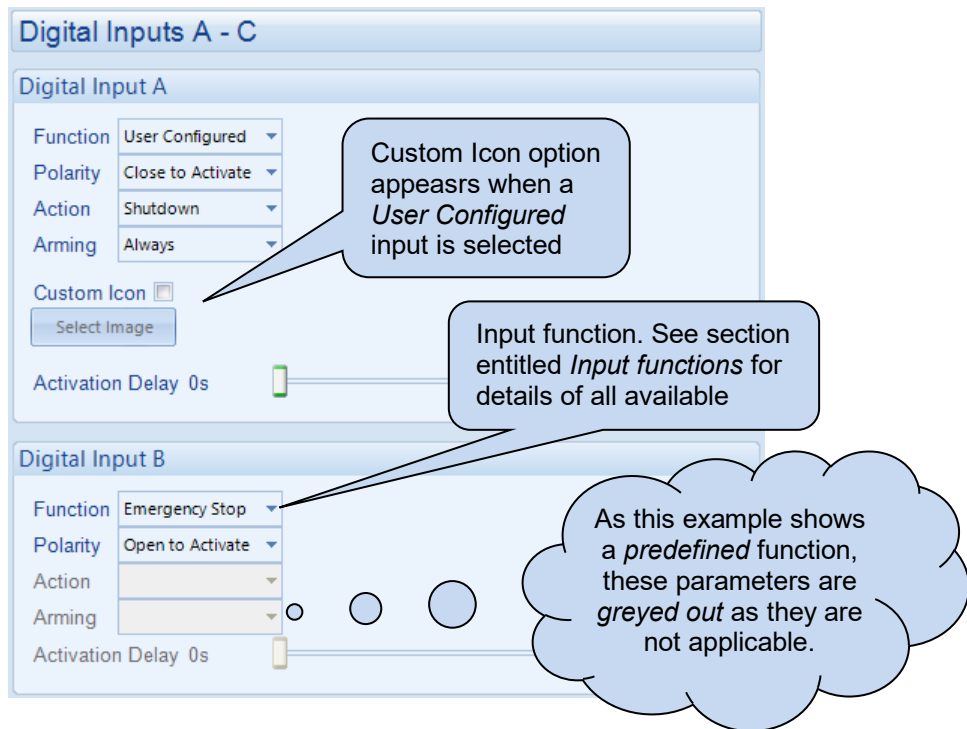 Digital Inputs A - C
Digital Input A
Function User Configured
Polarity Close to Activate
Action Shutdown
Arming Always
Custom Icon
Select Image
Activation Delay 0s
Custom Icon option
appeasrs when a
User Configured
input is selected
Input function. See section
entitled Input functions for
details of all available
Digital Input B
Function Emergency Stop
Polarity Open to Activate
Action
Arming
Activation Delay 0s
As this example shows
a predefined function,
these parameters are
greyed out as they are
not applicable.